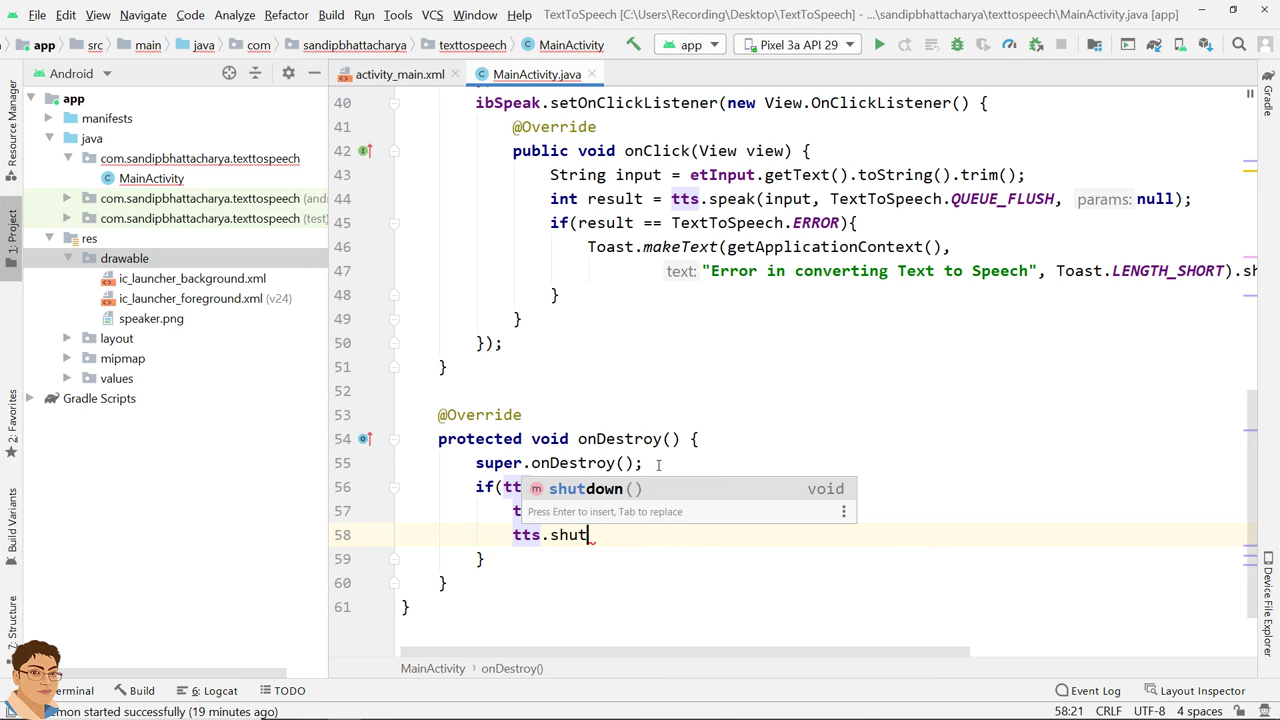 File Edit View Navigate Code Analyze Refactor Build Run Tools VCS Window Help TextToSpeech [C:\Users\Recording\Desktop\TextToSpeech] - ...\sandipbhattacharya\texttospeech\MainActivity.java [app]
app src main java com sandipbhattacharya texttospeech MainActivity app Pixel 3a API 29
Android activity_main.xml MainActivity.java
Resource Manager
1: Project
2: Favorites
Build Variants
7: Structure
app
manifests
java
com.sandipbhattacharya.texttospeech
MainActivity
com.sandipbhattacharya.texttospeech (and
com.sandipbhattacharya.texttospeech (test)
res
drawable
ic_launcher_background.xml
ic_launcher_foreground.xml (v24)
speaker.png
layout
mipmap
values
Gradle Scripts
40 ibSpeak.setOnClickListener(new View.OnClickListener() {
41 @Override
42 public void onClick(View view) {
43 String input = etInput.getText().toString().trim();
44 int result = tts.speak(input, TextToSpeech.QUEUE_FLUSH, params: null);
45 if(result == TextToSpeech.ERROR){
46 Toast.makeText(getApplicationContext(),
47 text: "Error in converting Text to Speech", Toast.LENGTH_SHORT).sh
48 }
49 }
50 });
51 }
52
53 @Override
54 protected void onDestroy() {
55 super.onDestroy();
56 if(tt
57 t
58 tts.shut
59 }
60 }
61 }
shutdown() void
Press Enter to insert, Tab to replace
Gradle
Device File Explorer
MainActivity onDestroy()
erminal Build 6: Logcat TODO Event Log Layout Inspector
emon started successfully (19 minutes ago) 58:21 CRLF UTF-8 4 spaces